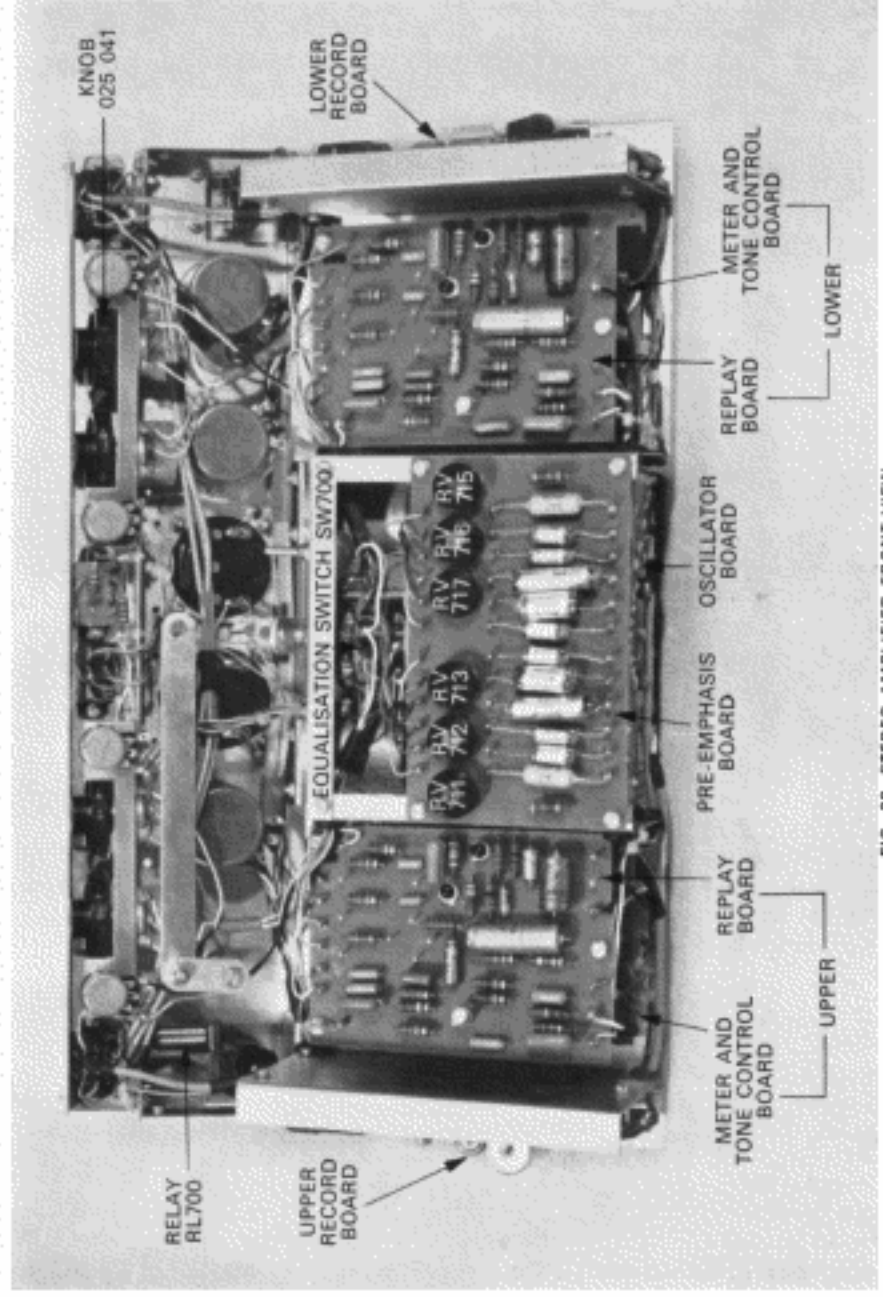 KNOB
025 041
RELAY
RL700
LOWER
RECORD
BOARD
UPPER
RECORD
BOARD
EQUALISATION SWITCH SW700
RV
711
RV
712
RV
713
RV
717
RV
716
RV
715
METER AND
TONE CONTROL
BOARD
REPLAY
BOARD
UPPER
PRE-EMPHASIS
BOARD
OSCILLATOR
BOARD
REPLAY
BOARD
METER AND
TONE CONTROL
BOARD
LOWER